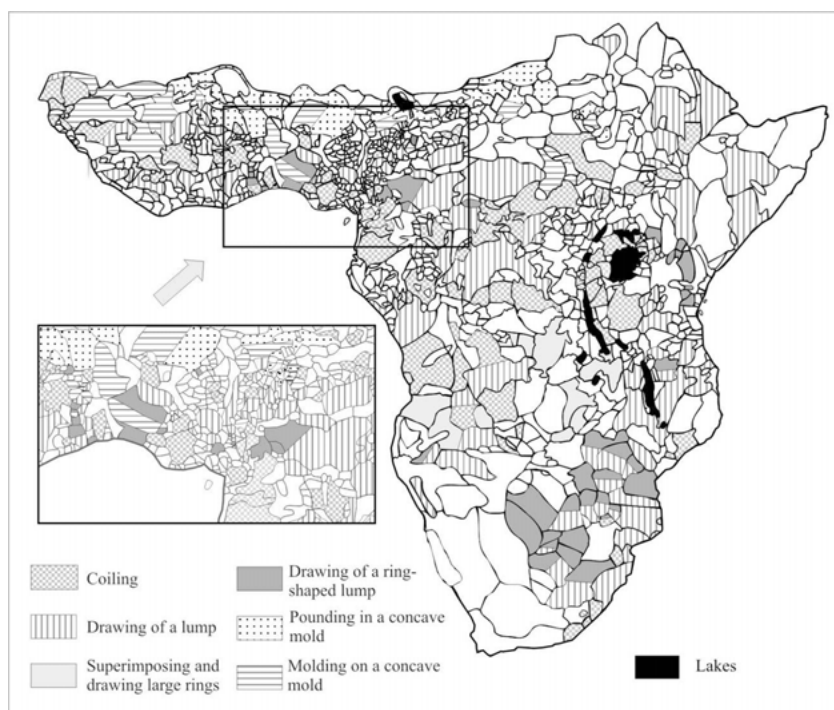 Coiling
Drawing of a lump
Superimposing and
drawing large rings
Drawing of a ring-
shaped lump
Pounding in a concave
mold
Molding on a concave
mold
Lakes